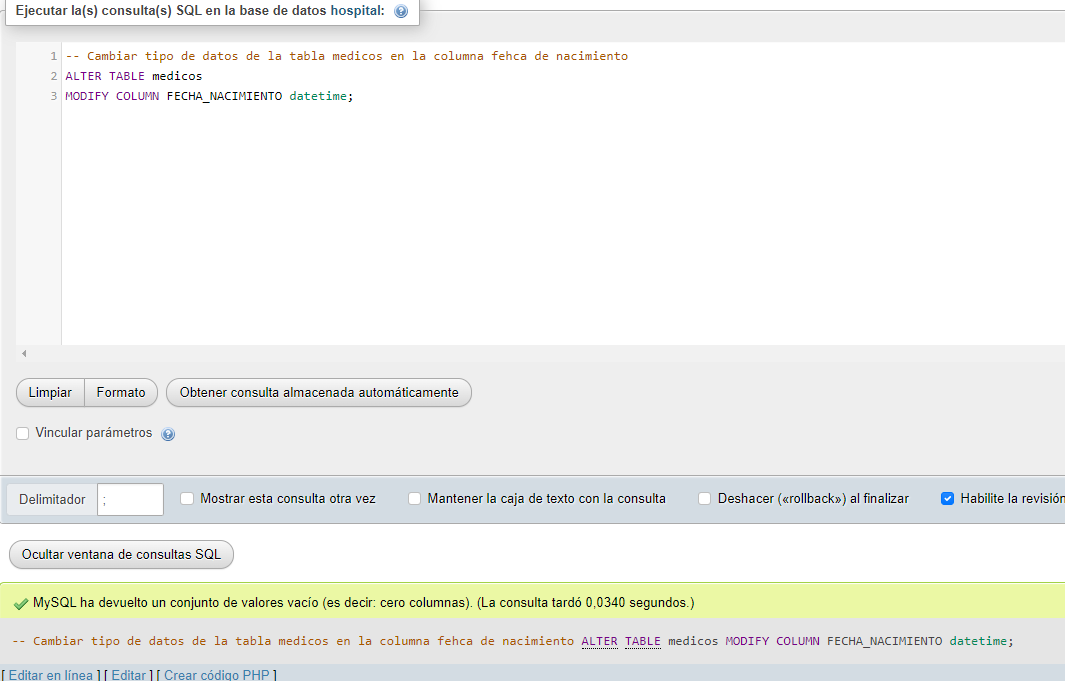 Ejecutar la(s) consulta(s) SQL en la base de datos hospital:
1 -- Cambiar tipo de datos de la tabla medicos en la columna fehca de nacimiento
2 ALTER TABLE medicos
3 MODIFY COLUMN FECHA_NACIMIENTO datetime;
Limpiar Formato Obtener consulta almacenada automáticamente
Vincular parámetros
Delimitador ; Mostrar esta consulta otra vez Mantener la caja de texto con la consulta Deshacer («rollback») al finalizar Habilite la revisión
Ocultar ventana de consultas SQL
MySQL ha devuelto un conjunto de valores vacío (es decir: cero columnas). (La consulta tardó 0,0340 segundos.)
-- Cambiar tipo de datos de la tabla medicos en la columna fehca de nacimiento ALTER TABLE medicos MODIFY COLUMN FECHA_NACIMIENTO datetime;
[ Editar en línea ] [ Editar ] [ Crear código PHP ]